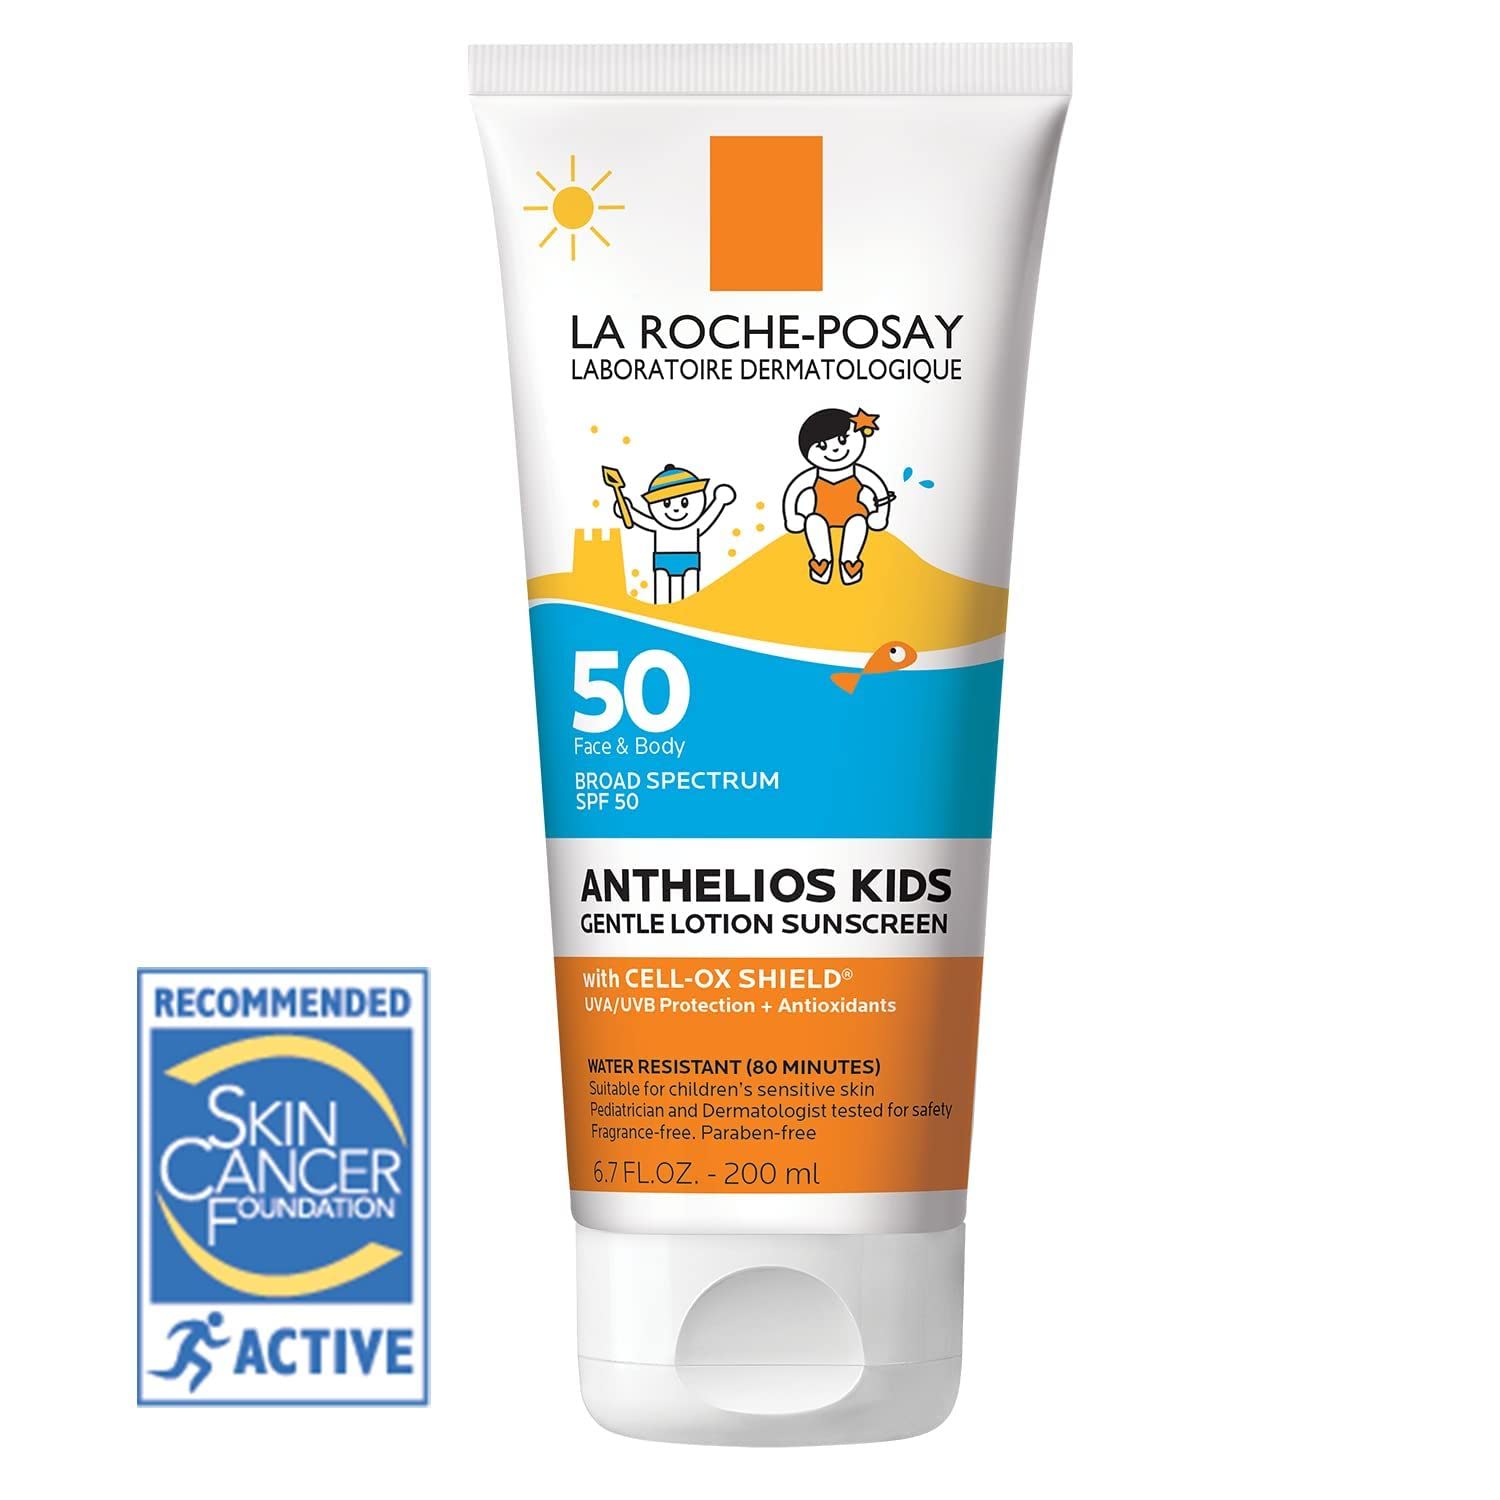 LA ROCHE-POSAY
LABORATOIRE DERMATOLOGIQUE
50
Face & Body
BROAD SPECTRUM
SPF 50
ANTHELIOS KIDS
GENTLE LOTION SUNSCREEN
with CELL-OX SHIELD®
UVA/UVB Protection + Antioxidants
WATER RESISTANT (80 MINUTES)
Suitable for children's sensitive skin
Pediatrician and Dermatologist tested for safety
Fragrance-free. Paraben-free
6.7 FL.OZ. - 200 ml
RECOMMENDED
SKIN
CANCER
FOUNDATION
ACTIVE